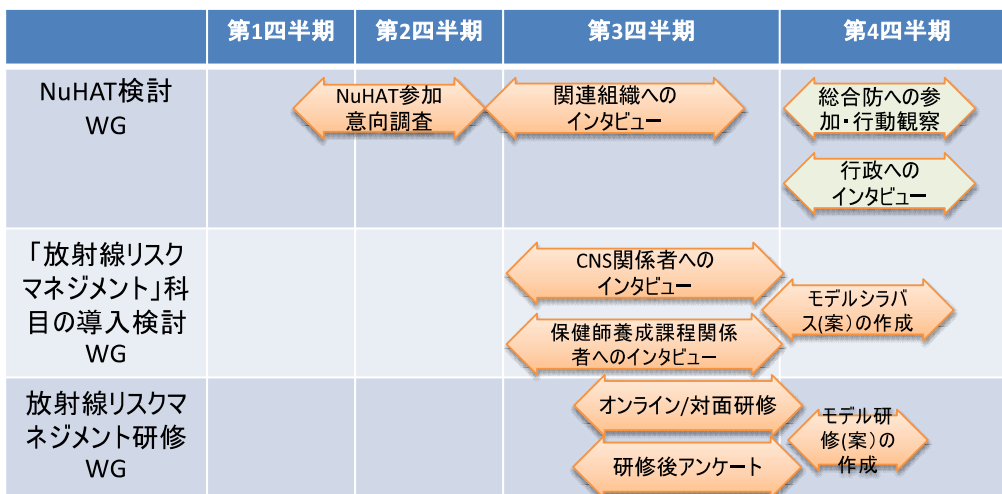 第1四半期
第2四半期
第3四半期
第4四半期
NuHAT検討
WG
NuHAT参加
意向調査
関連組織への
インタビュー
総合防への参
加・行動観察
行政への
インタビュー
「放射線リスク
マネジメント」科
目の導入検討
WG
CNS関係者への
インタビュー
保健師養成課程関係
者へのインタビュー
モデルシラバ
ス(案）の作成
放射線リスクマ
ネジメント研修
WG
オンライン/対面研修
研修後アンケート
モデル研
修(案）の
作成